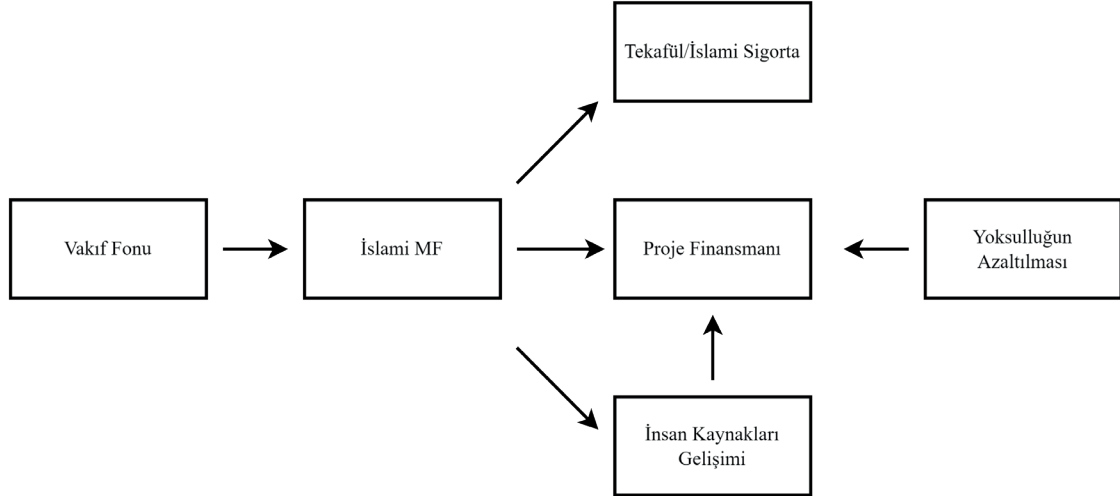 Tekafül/İslami Sigorta
Vakıf Fonu
İslami MF
Proje Finansmanı
Yoksulluğun
Azaltılması
İnsan Kaynakları
Gelişimi